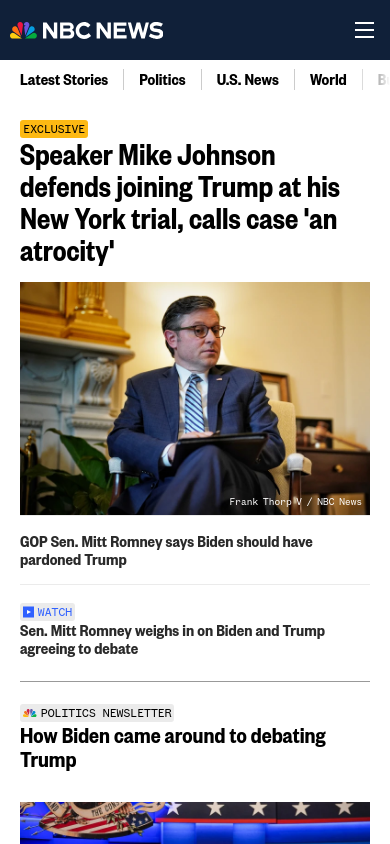 NBC NEWS
Latest Stories
Politics
U.S. News
World
EXCLUSIVE
Speaker Mike Johnson
defends joining Trump at his
New York trial, calls case 'an
atrocity'
Frank Thorp V / NBC News
GOP Sen. Mitt Romney says Biden should have
pardoned Trump
WATCH
Sen. Mitt Romney weighs in on Biden and Trump
agreeing to debate
POLITICS NEWSLETTER
How Biden came around to debating
Trump